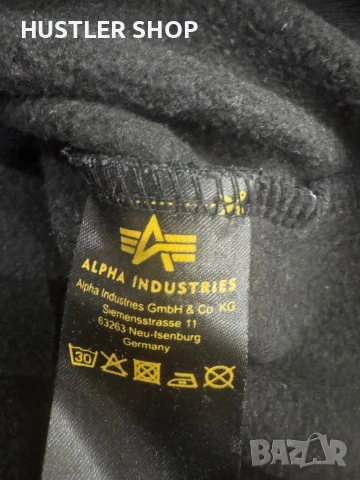 HUSTLER SHOP
ALPHA INDUSTRIES
Alpha Industries GmbH & Co. KG
Siemensstrasse 11
63263 Neu-Isenburg
Germany
30
BAZAR